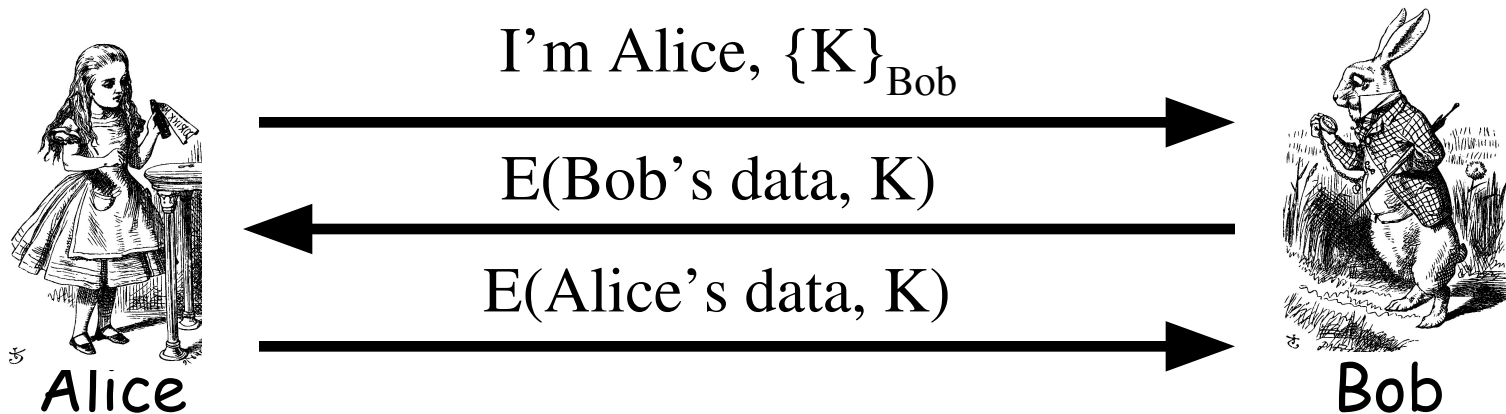 I’m Alice, {K}Bob
E(Bob’s data, K)
E(Alice’s data, K)
Alice
Bob